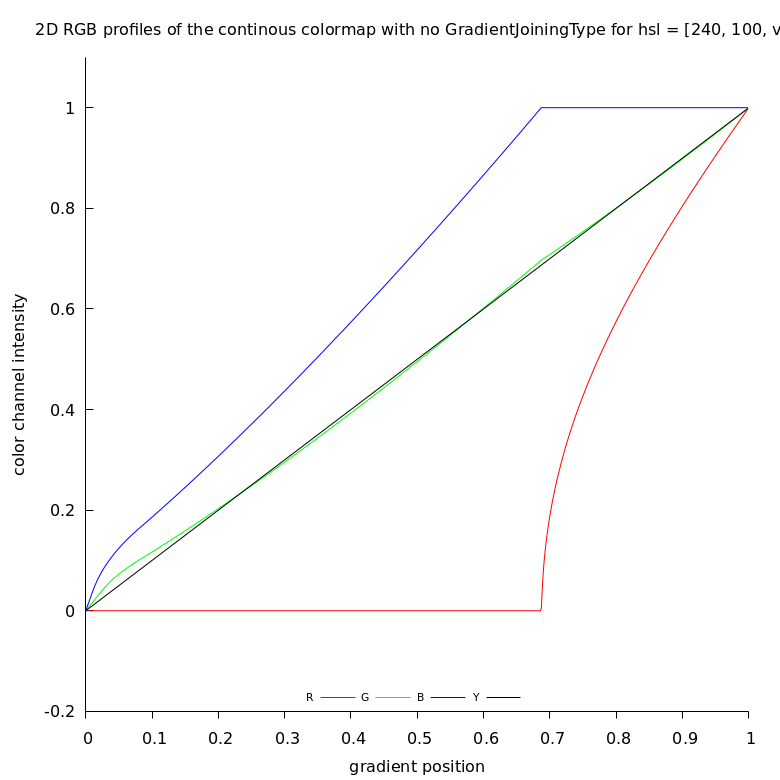 2D RGB profiles of the continous colormap with no GradientJoiningType for hsl = [240, 100, v
1
0.8
0.6
0.4
0.2
0
-0.2
color channel intensity
R G B Y
0 0.1 0.2 0.3 0.4 0.5 0.6 0.7 0.8 0.9 1
gradient position